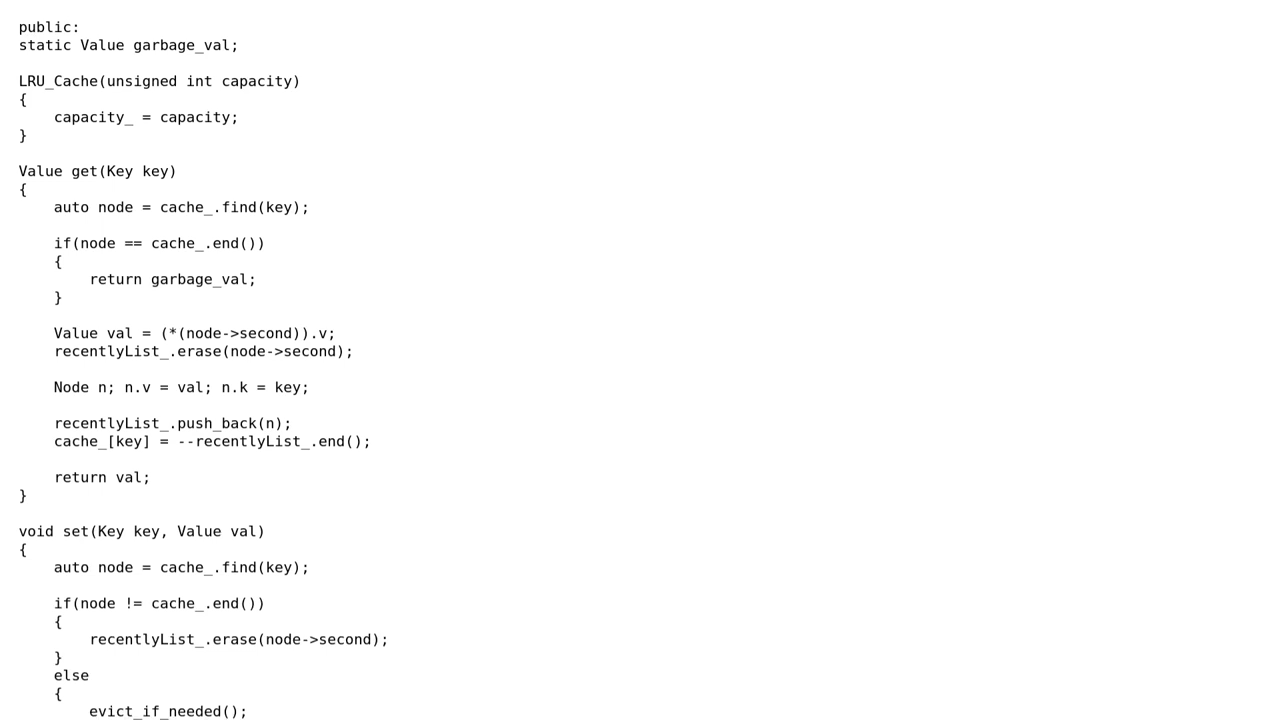 public:
static Value garbage_val;

LRU_Cache(unsigned int capacity)
{
    capacity_ = capacity;
}

Value get(Key key)
{
    auto node = cache_.find(key);

    if(node == cache_.end())
    {
        return garbage_val;
    }

    Value val = (*(node->second)).v;
    recentlyList_.erase(node->second);

    Node n; n.v = val; n.k = key;

    recentlyList_.push_back(n);
    cache_[key] = --recentlyList_.end();

    return val;
}

void set(Key key, Value val)
{
    auto node = cache_.find(key);

    if(node != cache_.end())
    {
        recentlyList_.erase(node->second);
    }
    else
    {
        evict_if_needed();